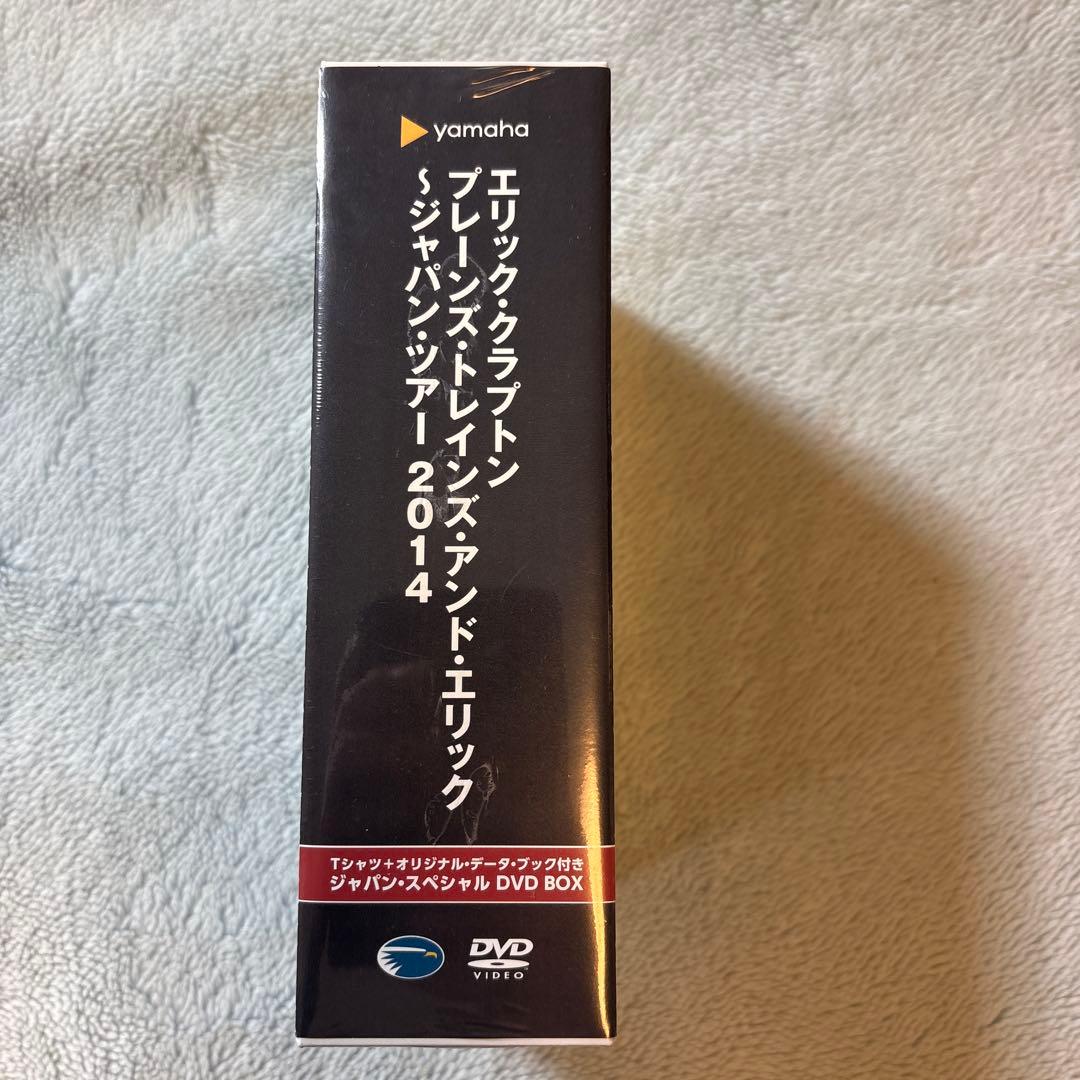 yamaha
エリック・クラプトン
プレーンズ・トレインズ・アンド・エリック
～ジャパン・ツアー 2014
Tシャツ＋オリジナル・データ・ブック付き
ジャパン・スペシャル DVD BOX
DVD
VIDEO